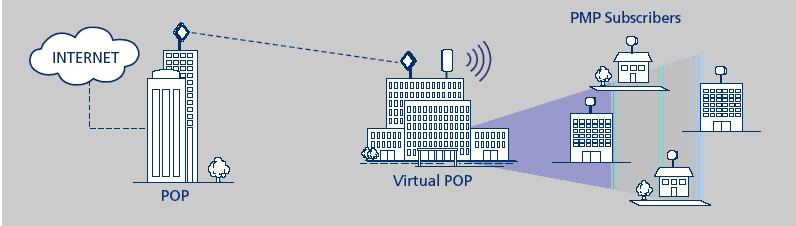 PMP Subscribers
INTERNET
Virtual POP
POP